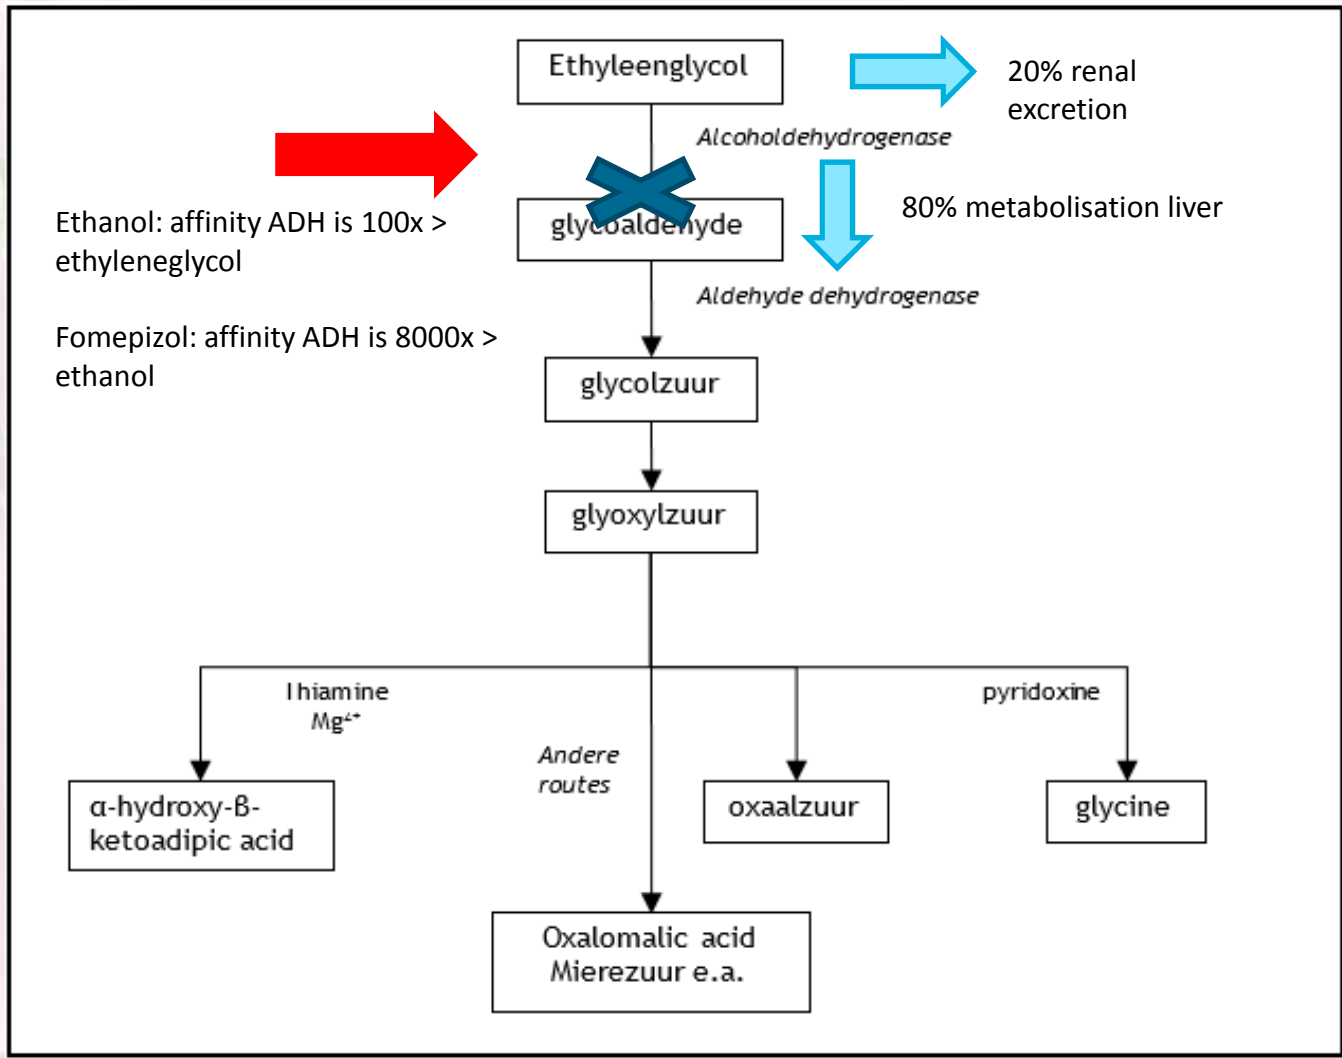 Ethyleenglycol
20% renal
excretion
Alcoholdehydrogenase
80% metabolisation liver
Ethanol: affinity ADH is 100x >
ethyleneglycol
glycoaldehyde
Aldehyde dehydrogenase
Fomepizol: affinity ADH is 8000x >
ethanol
glycolzuur
glyoxylzuur
Thiamine
Mg²⁺
pyridoxine
Andere
routes
α-hydroxy-β-
ketoadipic acid
oxaalzuur
glycine
Oxalomalic acid
Mierezuur e.a.